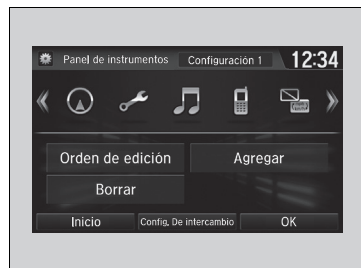 Panel de instrumentos Configuración 1 12:34
Orden de edición Agregar
Borrar
Inicio Config. De intercambio OK